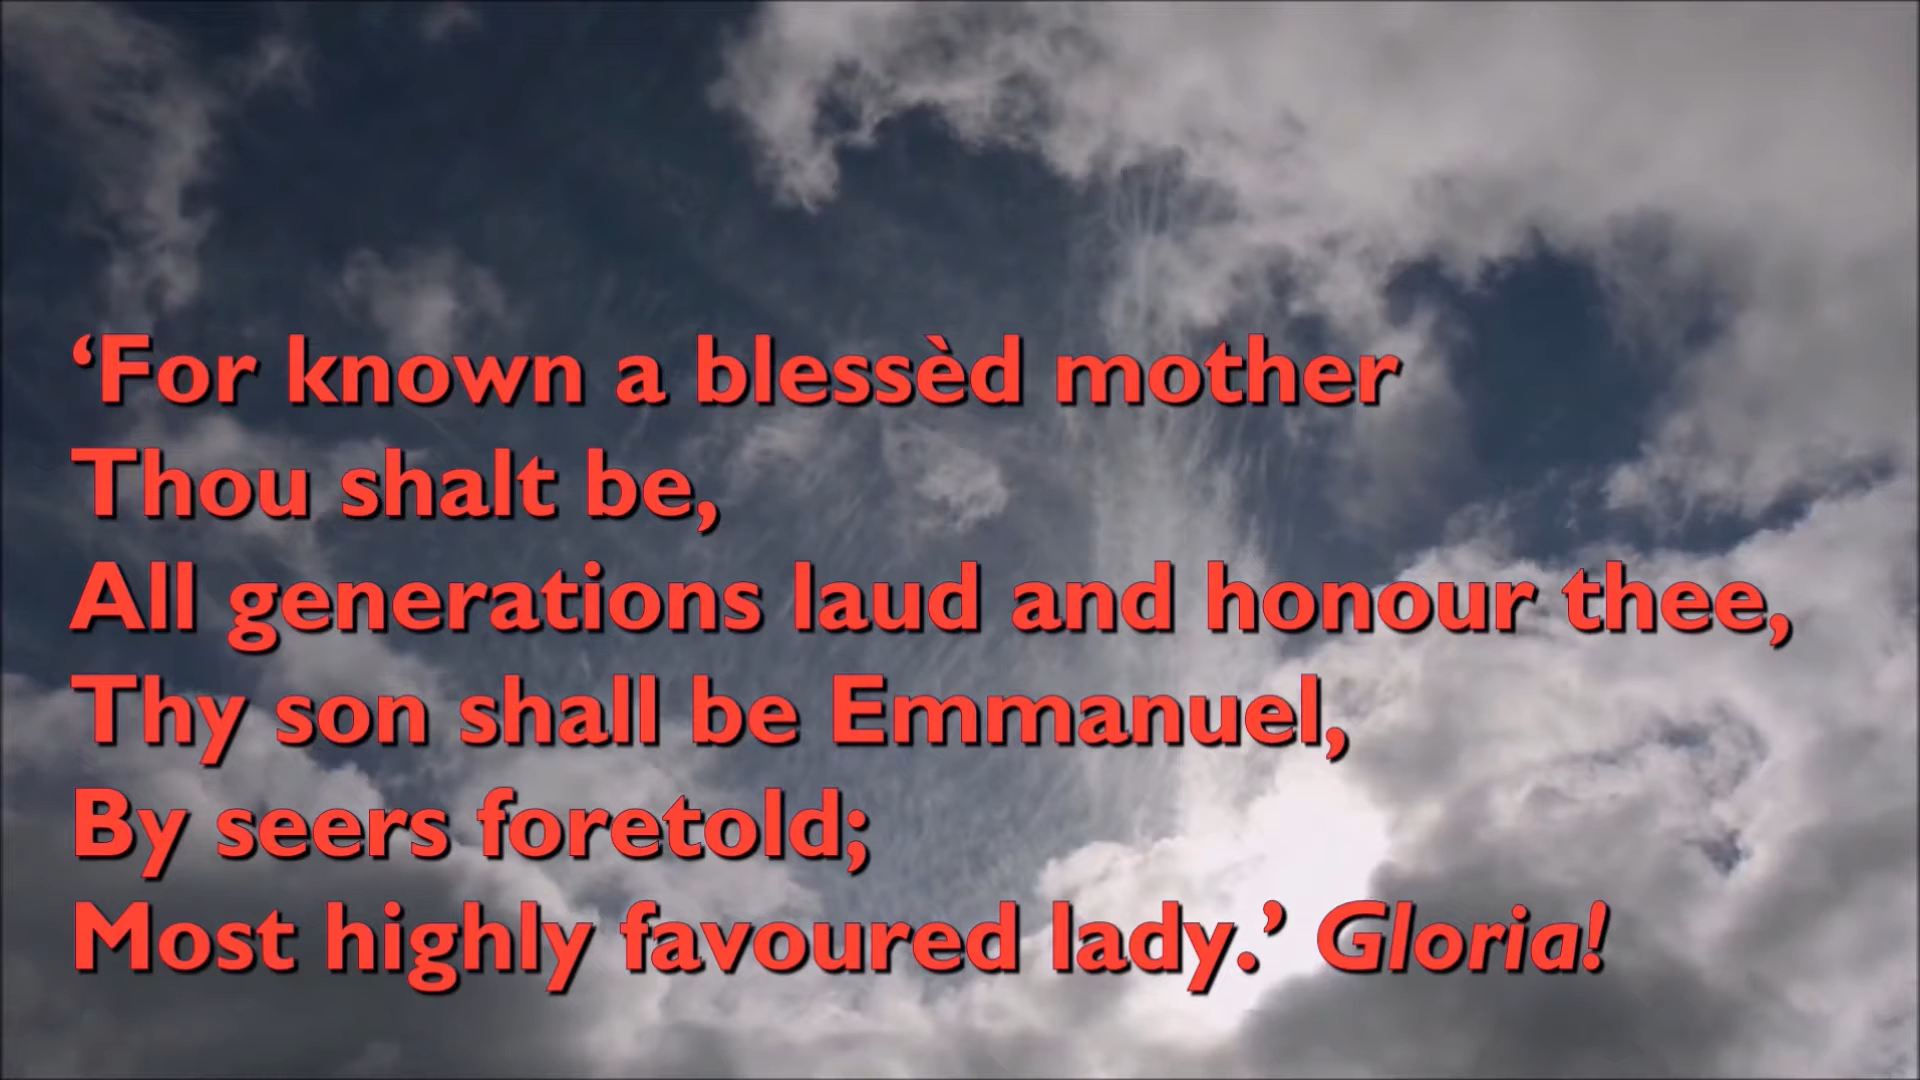 ‘For known a blessèd mother
Thou shalt be,
All generations laud and honour thee,
Thy son shall be Emmanuel,
By seers foretold;
Most highly favoured lady.’ Gloria!